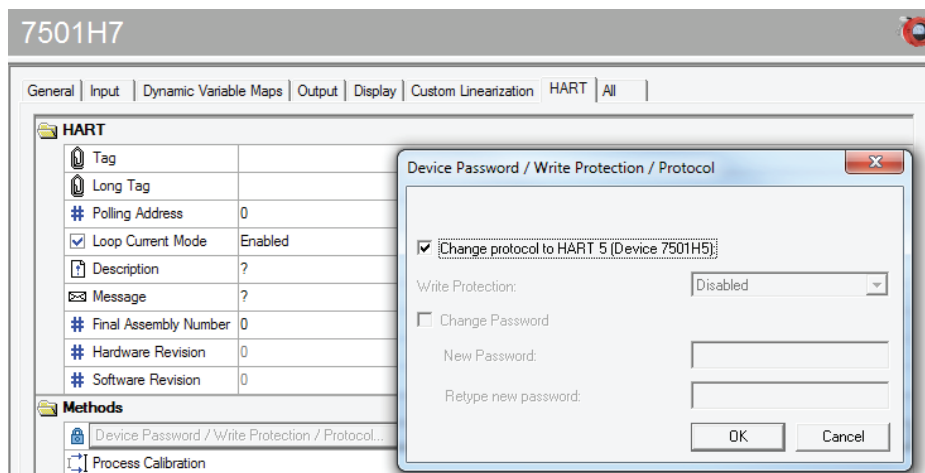 7501H7
General Input Dynamic Variable Maps Output Display Custom Linearization HART All
HART
Tag
Long Tag
Polling Address 0
Loop Current Mode Enabled
Description ?
Message ?
Final Assembly Number 0
Hardware Revision 0
Software Revision 0
Methods
Device Password / Write Protection / Protocol...
Process Calibration
Device Password / Write Protection / Protocol
Change protocol to HART 5 (Device 7501H5):
Write Protection: Disabled
Change Password
New Password:
Retype new password:
OK Cancel